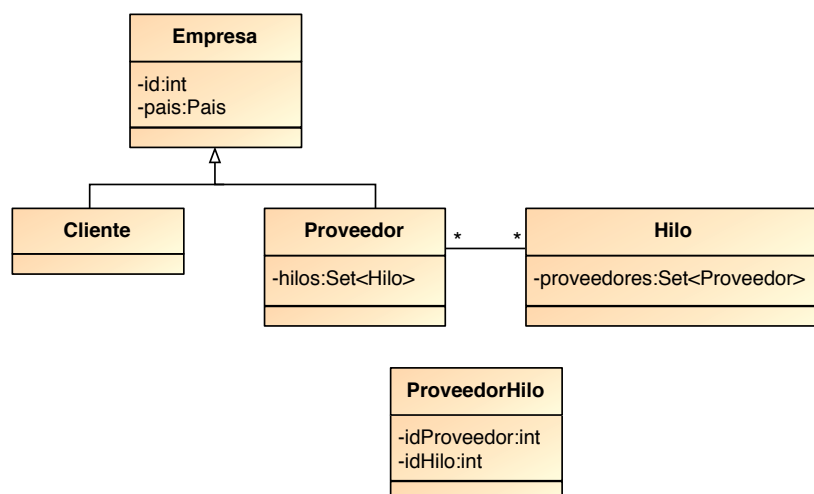 Empresa
-id:int
-pais:Pais
Cliente
Proveedor
-hilos:Set<Hilo>
* *
Hilo
-proveedores:Set<Proveedor>
ProveedorHilo
-idProveedor:int
-idHilo:int